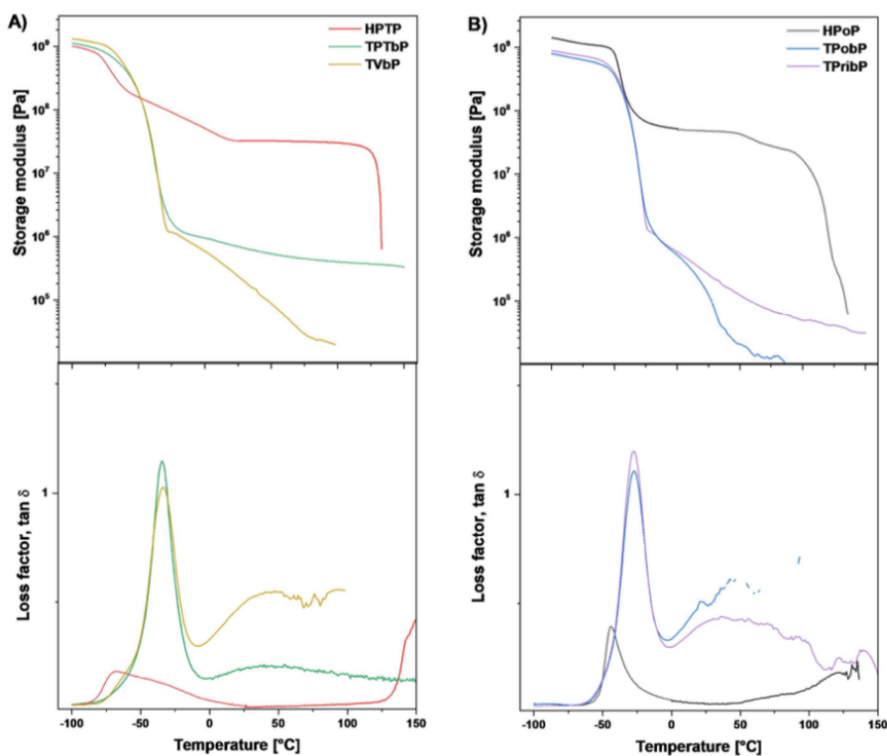 A)
HPTP
TPTbP
TVbP
Storage modulus [Pa]
10⁹
10⁸
10⁷
10⁶
10⁵
Loss factor, tan δ
1
-100 -50 0 50 100 150
Temperature [°C]
B)
HPoP
TPobP
TPribP
Storage modulus [Pa]
10⁹
10⁸
10⁷
10⁶
10⁵
Loss factor, tan δ
1
-100 -50 0 50 100 150
Temperature [°C]